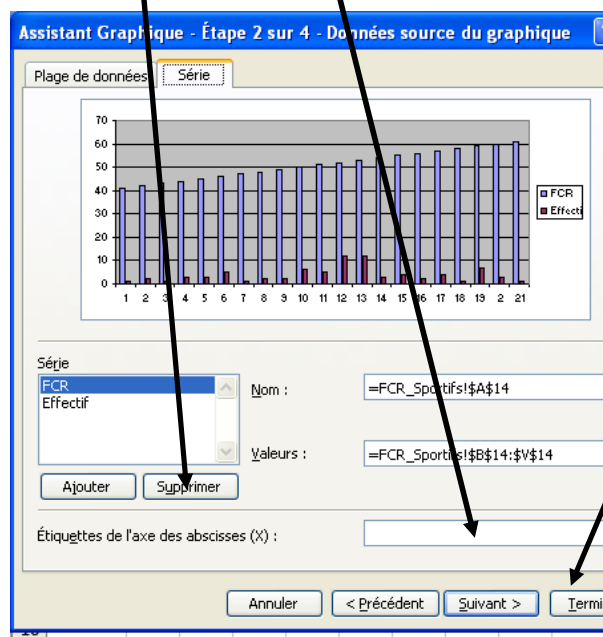 Assistant Graphique - Étape 2 sur 4 - Données source du graphique
Plage de données Série
70
60
50
40
30
20
10
0
1 2 3 4 5 6 7 8 9 10 11 12 13 14 15 16 17 18 19 2 21
FCR
Effecti
Série
FCR
Effectif
Nom :
=FCR_Sportifs!$A$14
Valeurs :
=FCR_Sportifs!$B$14:$V$14
Ajouter Supprimer
Étiquettes de l'axe des abscisses (X) :
Annuler < Précédent Suivant > Termi